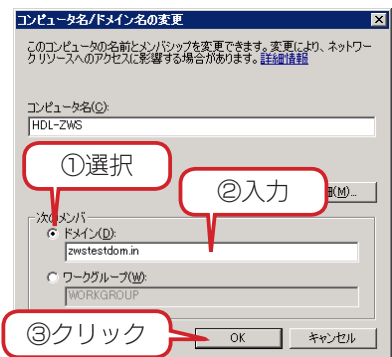 コンピュータ名/ドメイン名の変更
このコンピュータの名前とメンバシップを変更できます。変更により、ネットワー
クリソースへのアクセスに影響する場合があります。詳細情報
コンピュータ名(C):
HDL-ZWS
①選択
②入力
(M)...
次のメンバ
ドメイン(D):
zwstestdom.in
ワークグループ(W):
WORKGROUP
③クリック
OK
キャンセル